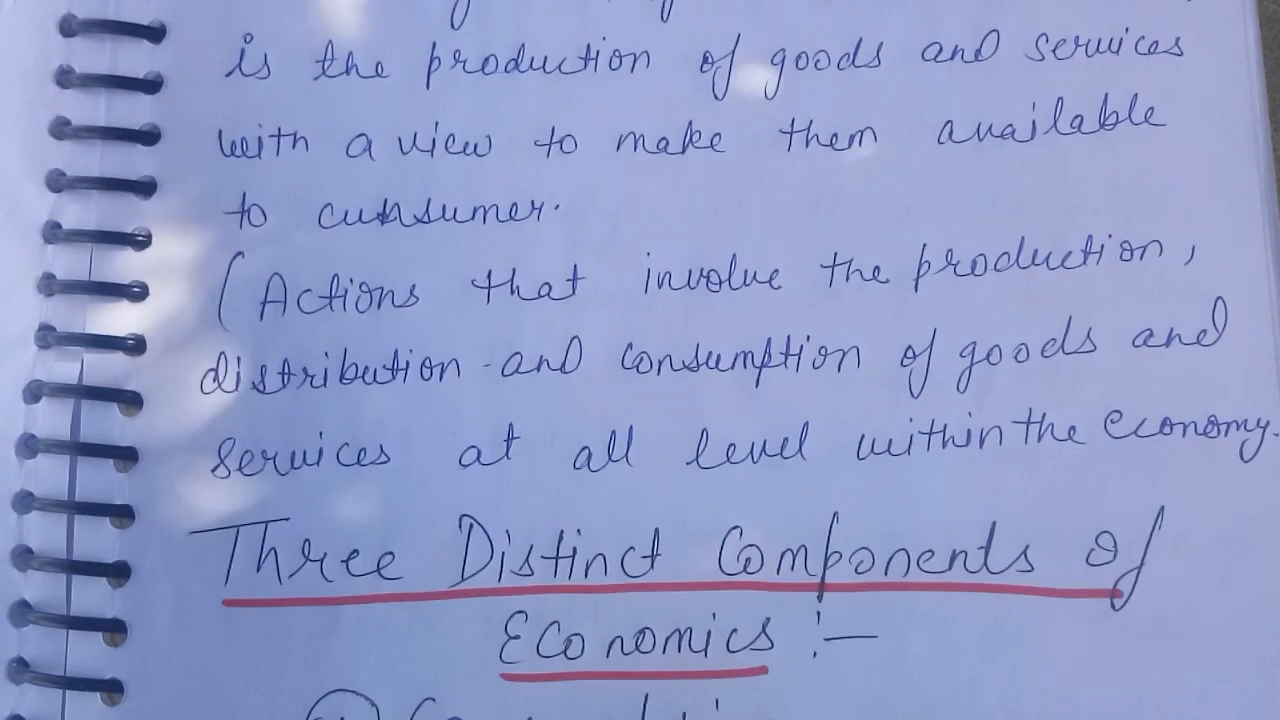 is the production of goods and services
with a view to make them available
to cunsumer.
(Actions that involve the production,
distribution and consumption of goods and
services at all level within the economy.
Three Distinct Components of
Economics :-